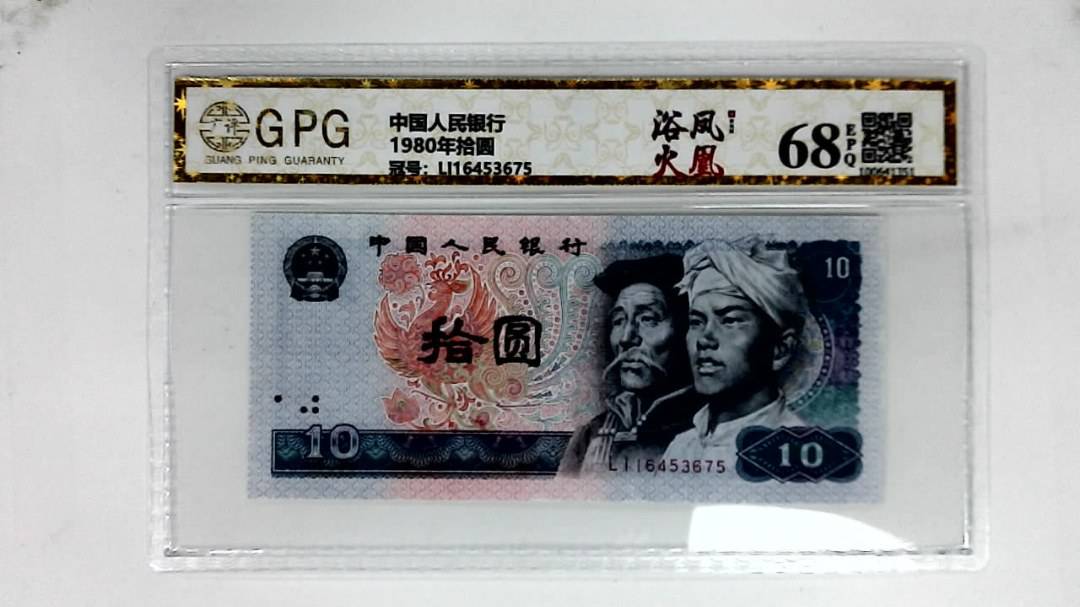 GPG
GUANG PING GUARANTY
中国人民银行
1980年拾圆
冠号：LI16453675
浴凤
火凰
68
EPQ
100641351
中国人民银行
10
拾圆
10
LI16453675
10